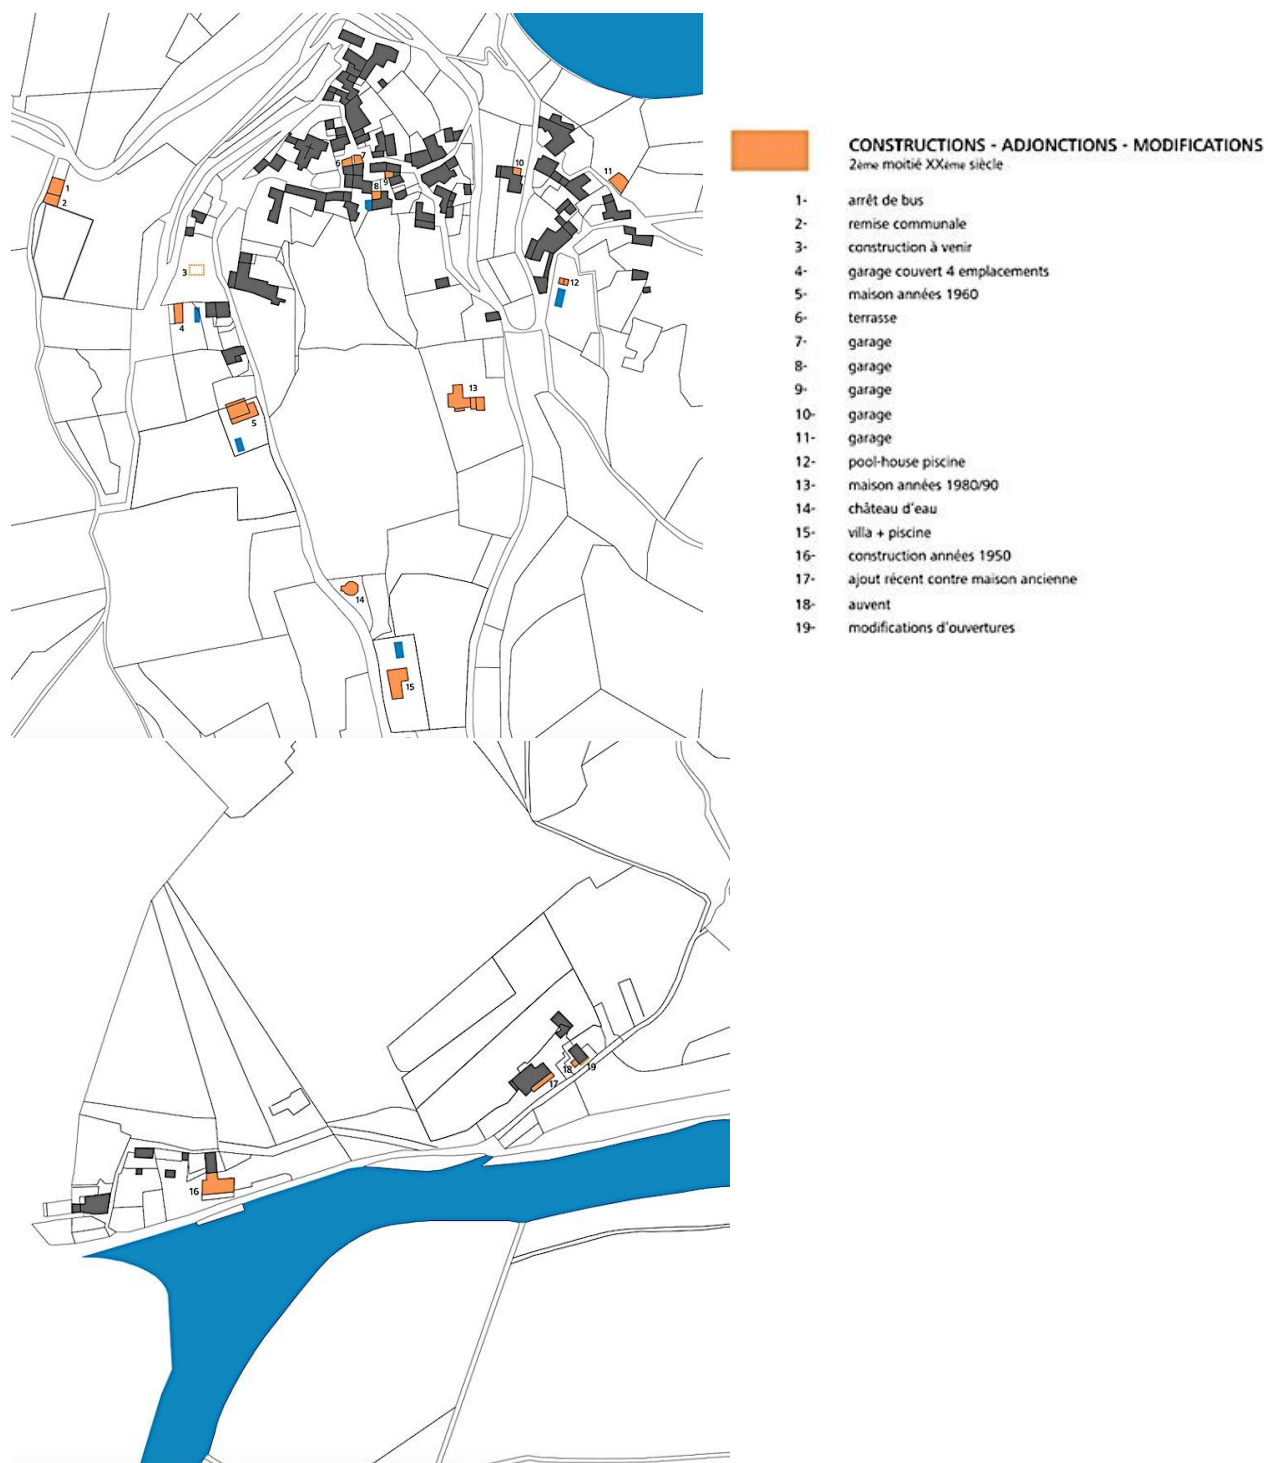 CONSTRUCTIONS - ADJONCTIONS - MODIFICATIONS
2ème moitié XXème siècle
1- arrêt de bus
2- remise communale
3- construction à venir
4- garage couvert 4 emplacements
5- maison années 1960
6- terrasse
7- garage
8- garage
9- garage
10- garage
11- garage
12- pool-house piscine
13- maison années 1980/90
14- château d'eau
15- villa + piscine
16- construction années 1950
17- ajout récent contre maison ancienne
18- auvent
19- modifications d'ouvertures
7
6
10
11
9
1
8
2
3
12
4
13
5
14
15
18
19
17
16